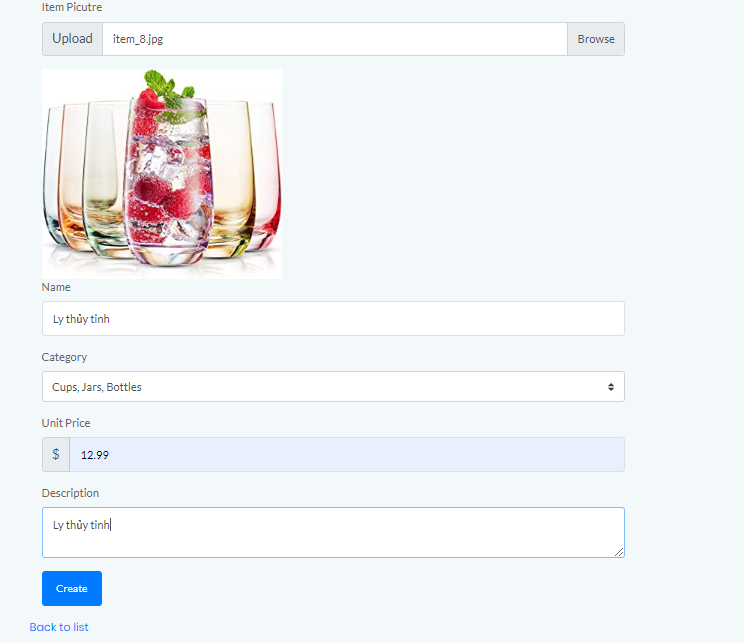 Item Picutre
Upload item_8.jpg Browse
Name
Ly thủy tinh
Category
Cups, Jars, Bottles
Unit Price
$ 12.99
Description
Ly thủy tinh
Create
Back to list